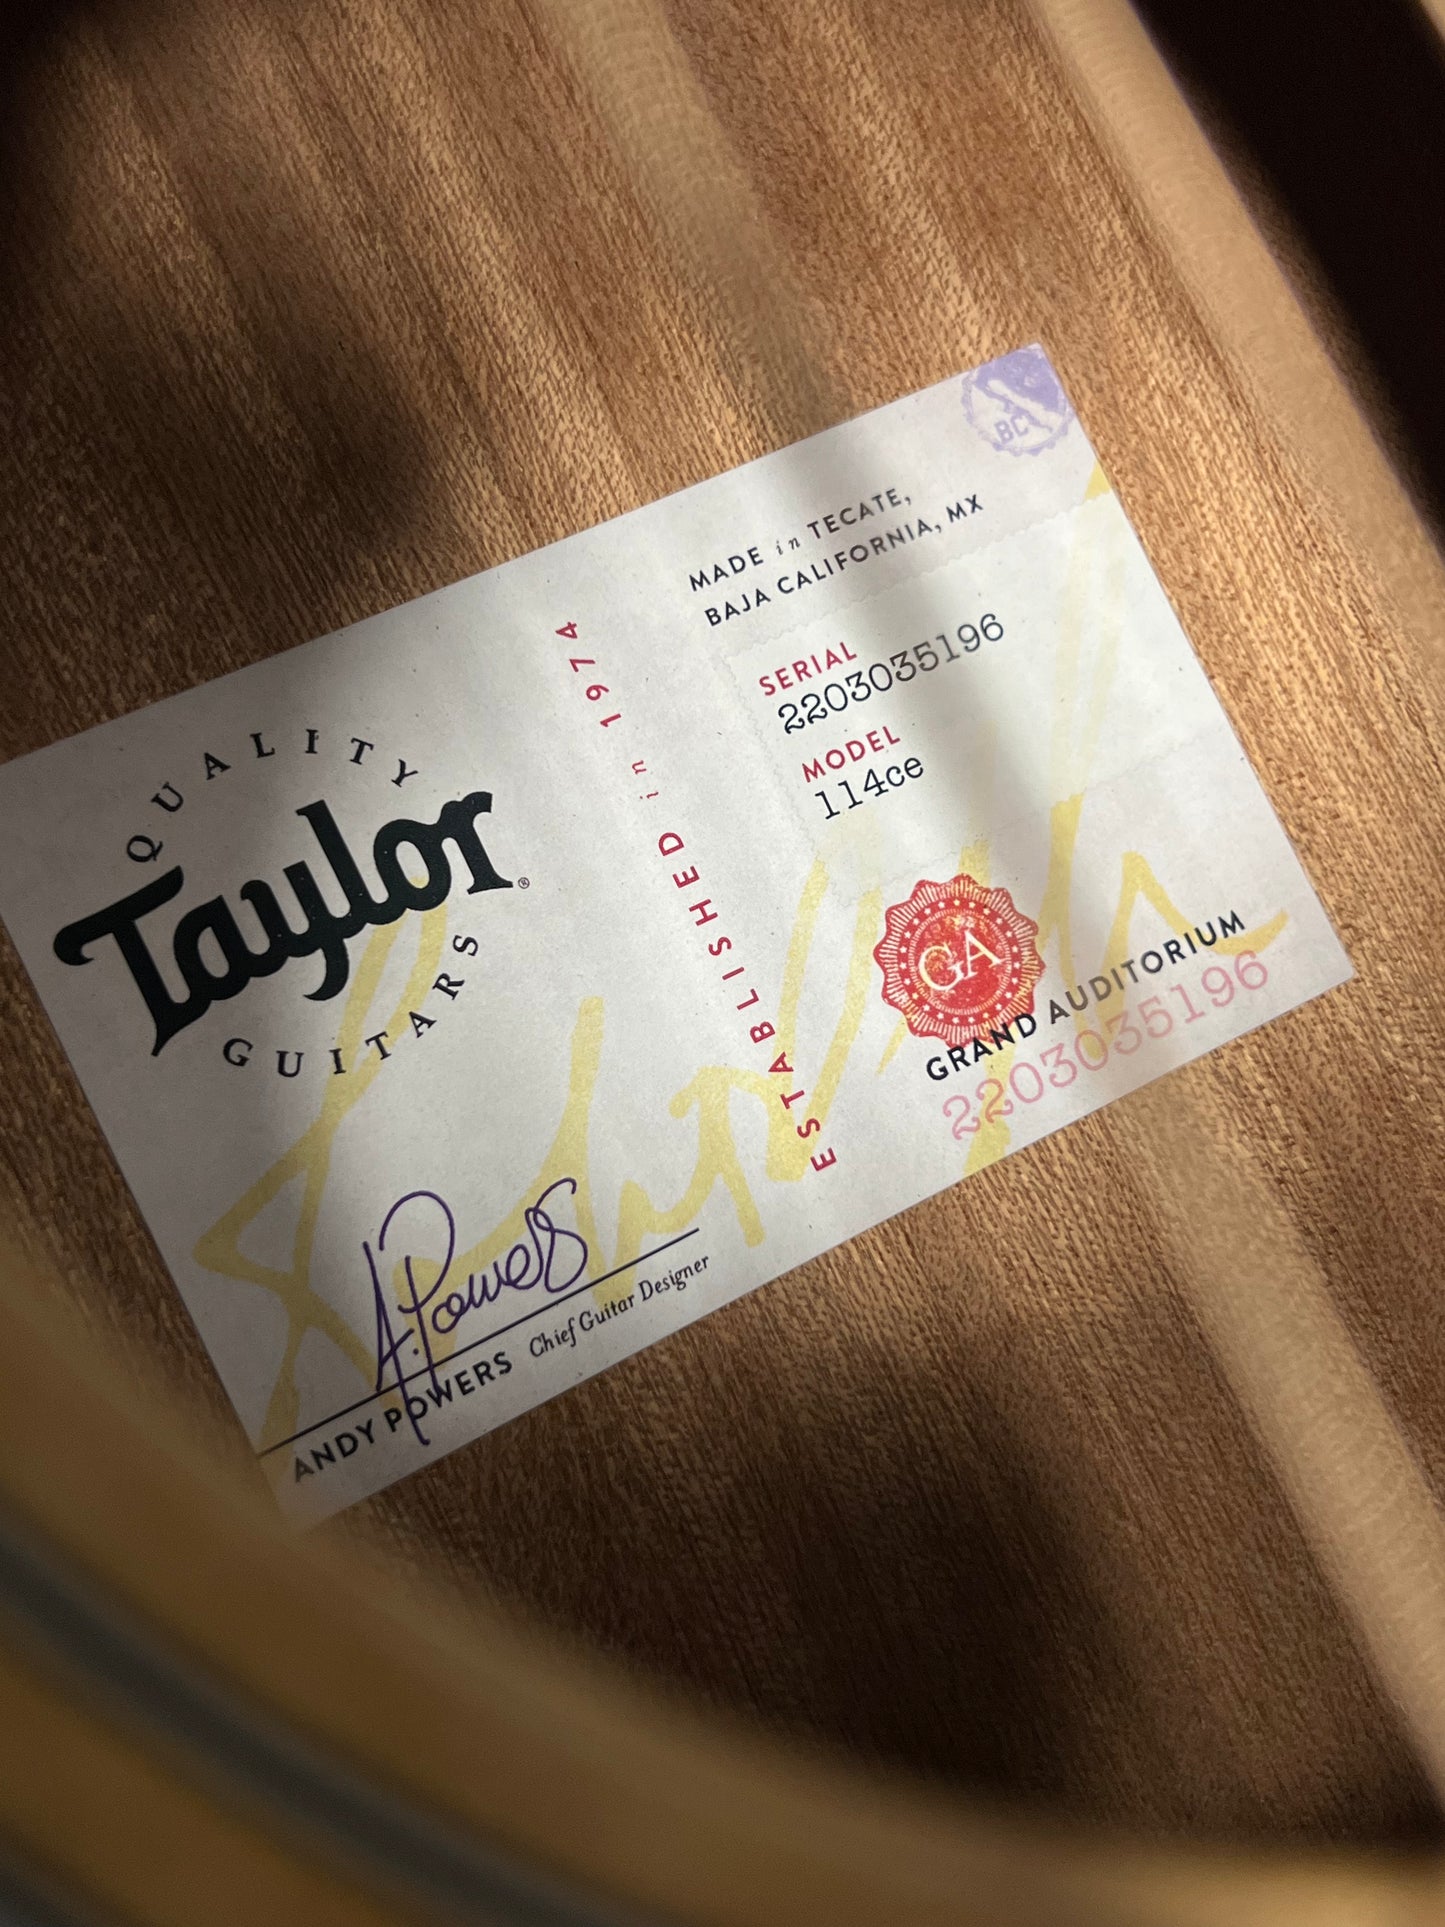 QUALITY
Taylor®
GUITARS
A. Powers
ANDY POWERS Chief Guitar Designer
ESTABLISHED in 1974
BC
MADE in TECATE,
BAJA CALIFORNIA, MX
SERIAL
2203035196
MODEL
114ce
GA
GRAND AUDITORIUM
2203035196